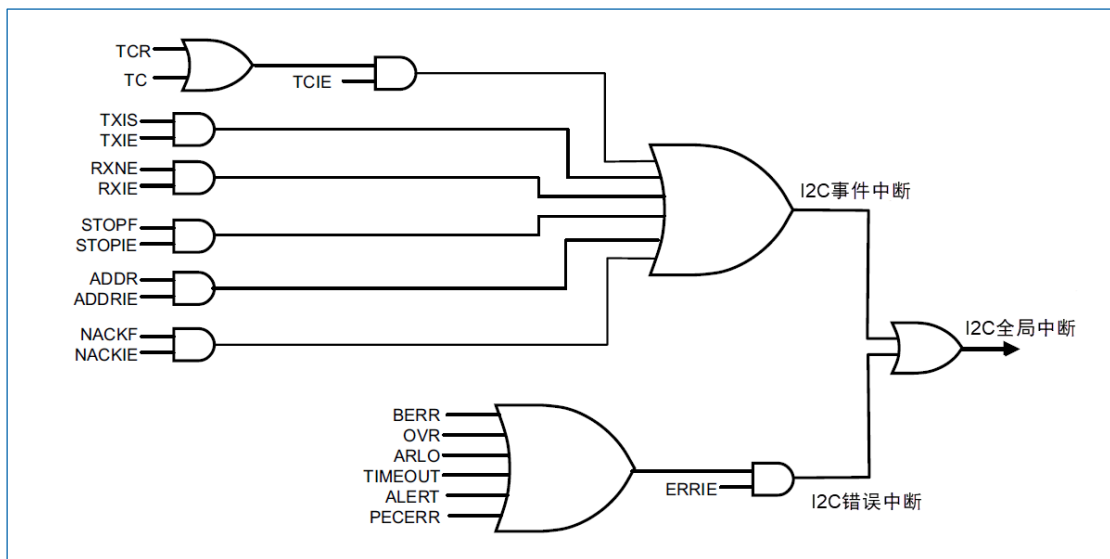 TCR
TC
TCIE
TXIS
TXIE
RXNE
RXIE
STOPF
STOPIE
ADDR
ADDRIE
NACKF
NACKIE
I2C事件中断
I2C全局中断
BERR
OVR
ARLO
TIMEOUT
ALERT
PECERR
ERRIE
I2C错误中断